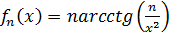 fₙ(x) = narcctg(n/x²)